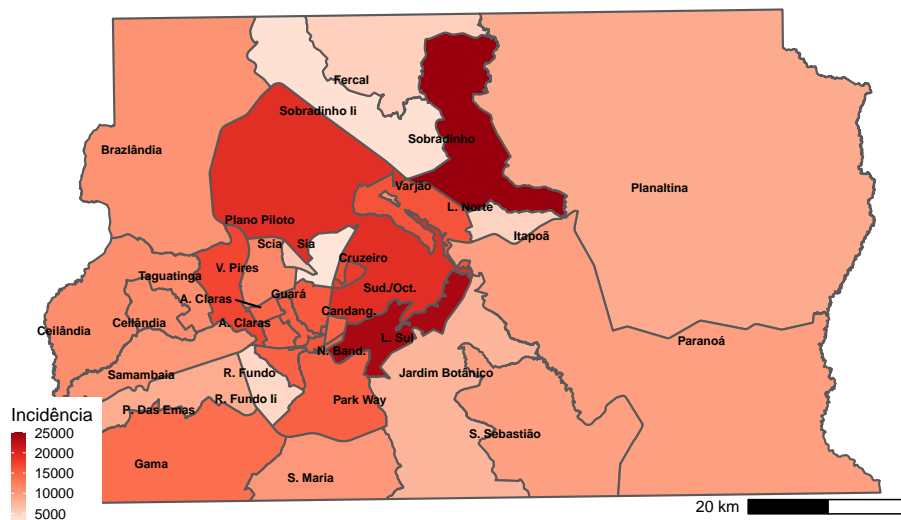 Fercal
Sobradinho Ii
Sobradinho
Brazlândia
Varjão
Planaltina
L. Norte
Plano Piloto
Itapoã
Scia
Sia
Cruzeiro
V. Pires
Taguatinga
Sud./Oct.
Guará
A. Claras
Candang.
Ceilândia
Ceilândia
A. Claras
L. Sul
Paranoá
N. Band.
R. Fundo
Jardim Botânico
Samambaia
R. Fundo Ii
Park Way
P. Das Emas
S. Sebastião
Gama
S. Maria
Incidência
25000
20000
15000
10000
5000
20 km